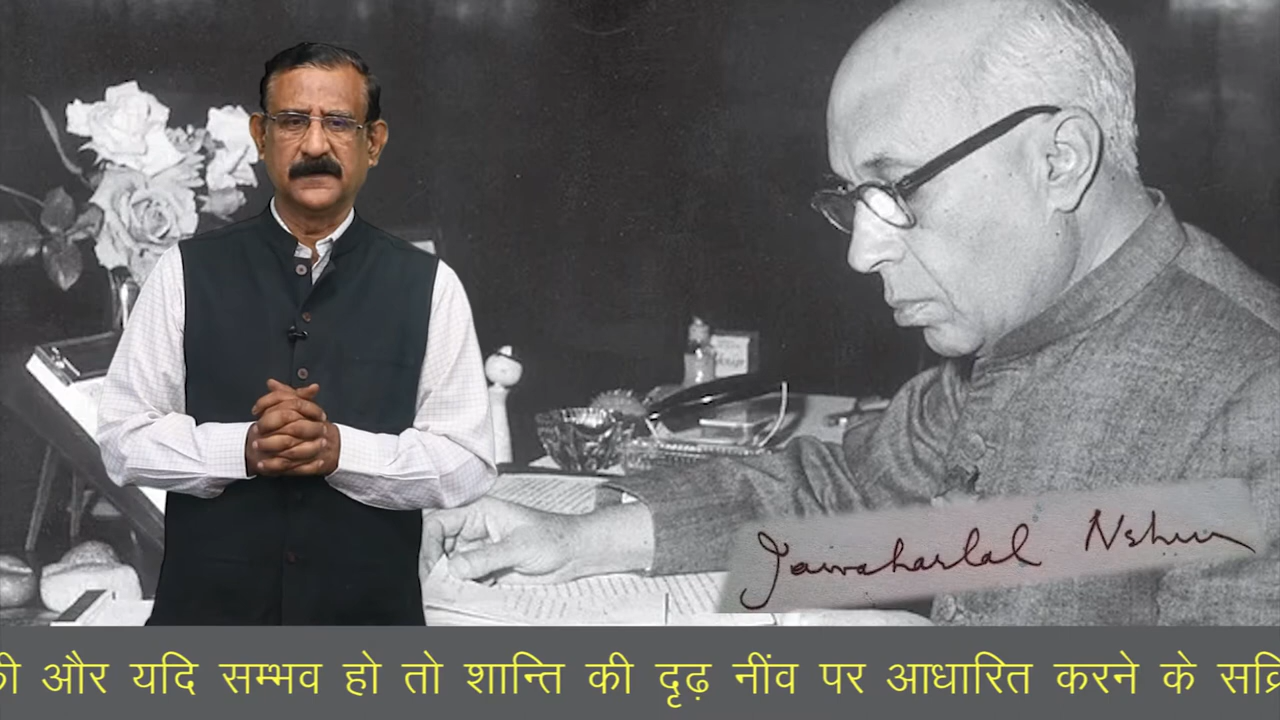 Jawaharlal Nehru
की और यदि सम्भव हो तो शान्ति की दृढ़ नींव पर आधारित करने के